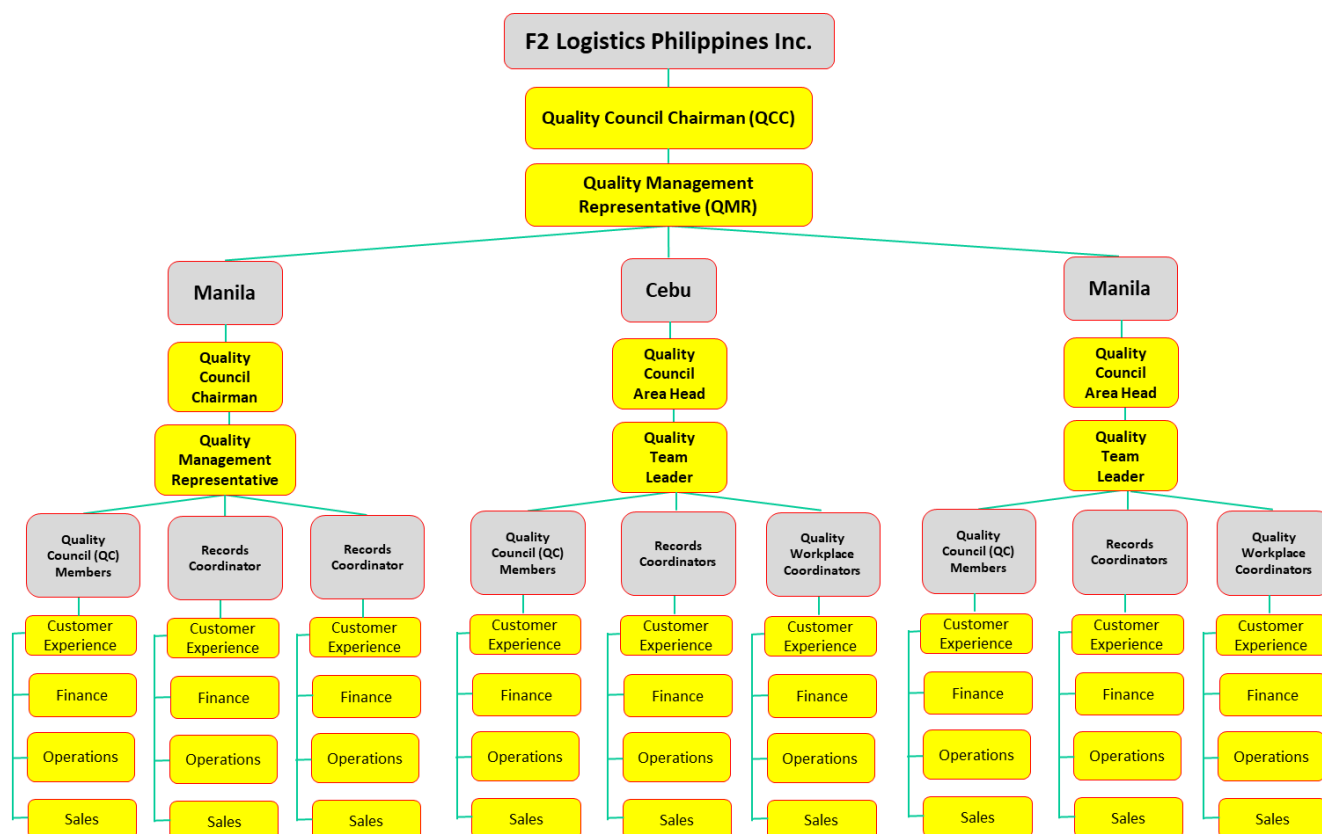 F2 Logistics Philippines Inc.
Quality Council Chairman (QCC)
Quality Management
Representative (QMR)
Manila
Cebu
Manila
Quality
Council
Chairman
Quality
Council
Area Head
Quality
Council
Area Head
Quality
Management
Representative
Quality
Team
Leader
Quality
Team
Leader
Quality
Council (QC)
Members
Records
Coordinator
Records
Coordinator
Quality
Council (QC)
Members
Records
Coordinators
Quality
Workplace
Coordinators
Quality
Council (QC)
Members
Records
Coordinators
Quality
Workplace
Coordinators
Customer
Experience
Customer
Experience
Customer
Experience
Customer
Experience
Customer
Experience
Customer
Experience
Customer
Experience
Customer
Experience
Customer
Experience
Finance
Finance
Finance
Finance
Finance
Finance
Finance
Finance
Finance
Operations
Operations
Operations
Operations
Operations
Operations
Operations
Operations
Operations
Sales
Sales
Sales
Sales
Sales
Sales
Sales
Sales
Sales